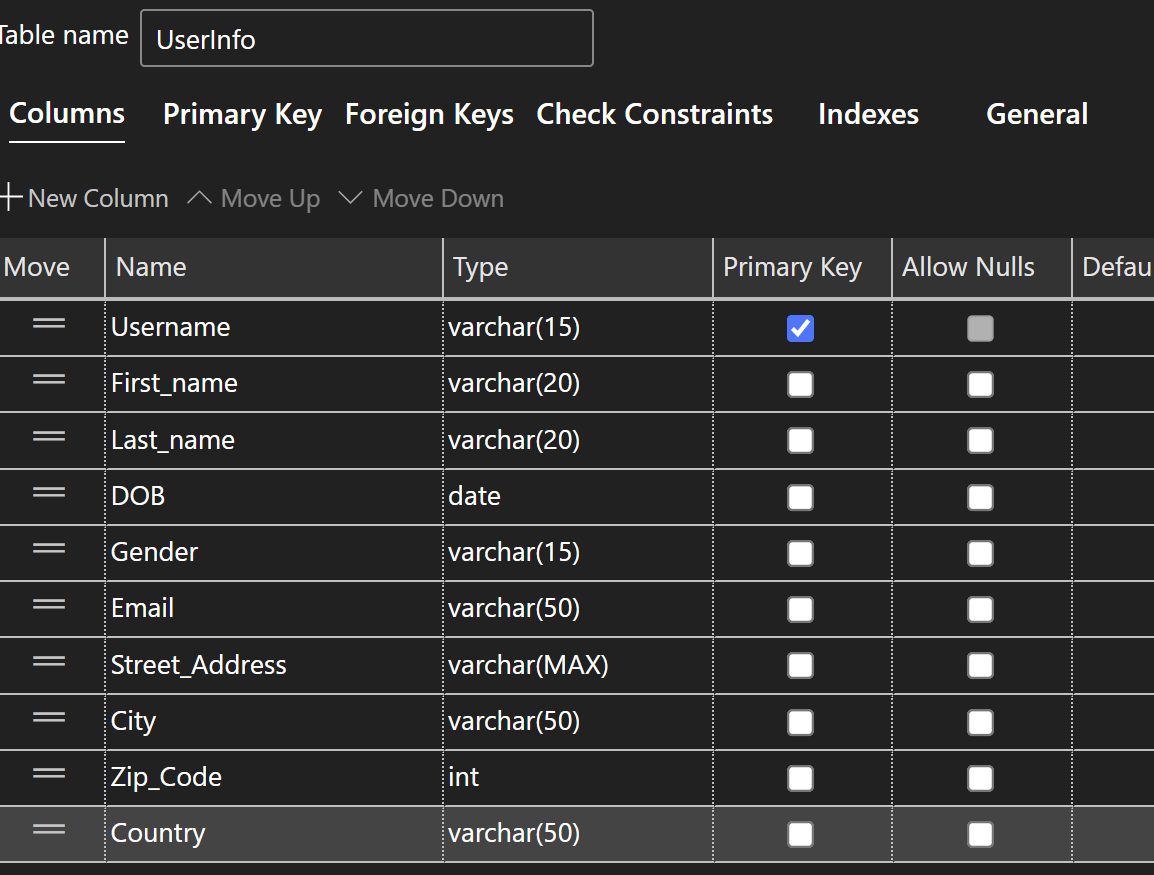 Table name UserInfo
Columns Primary Key Foreign Keys Check Constraints Indexes General
New Column Move Up Move Down
Move Name Type Primary Key Allow Nulls Defau
Username varchar(15)
First_name varchar(20)
Last_name varchar(20)
DOB date
Gender varchar(15)
Email varchar(50)
Street_Address varchar(MAX)
City varchar(50)
Zip_Code int
Country varchar(50)